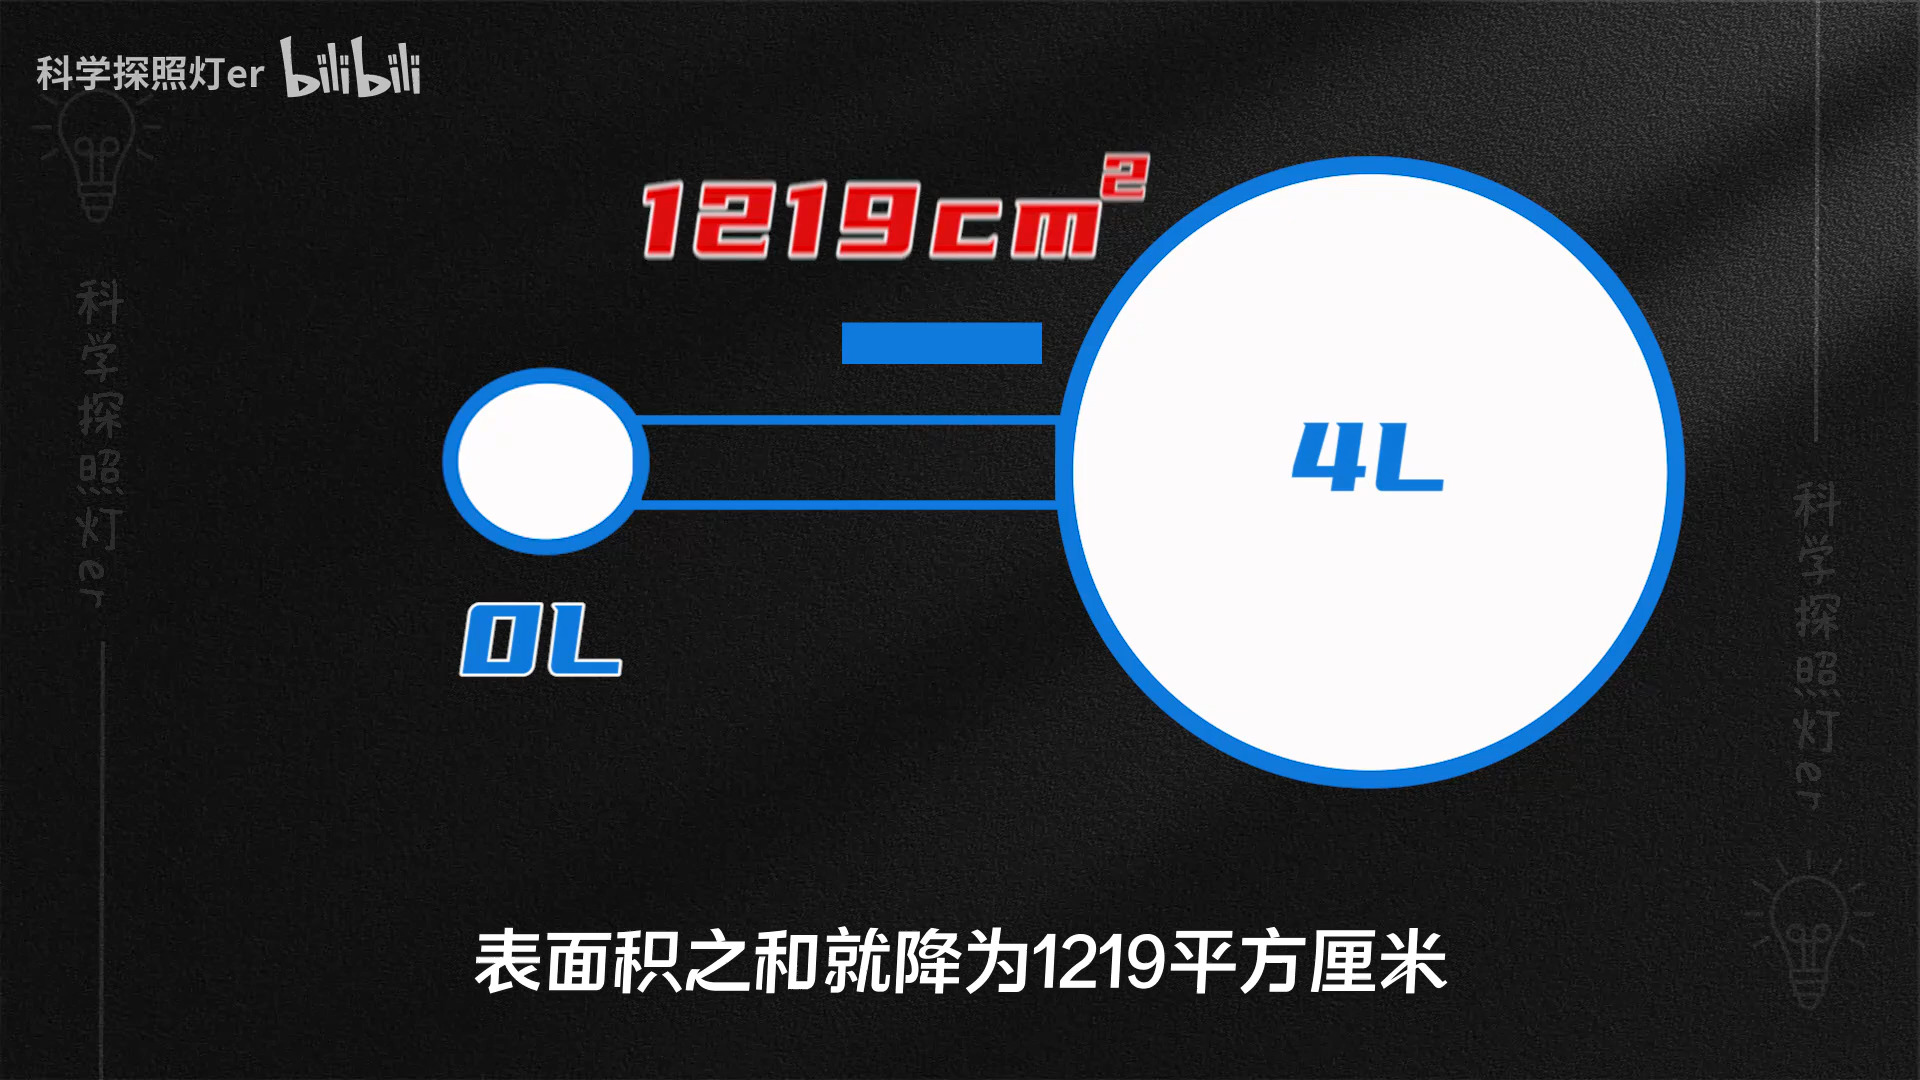 科学探照灯er bilibili
1219cm²
4L
0L
科学探照灯er
科学探照灯er
表面积之和就降为1219平方厘米